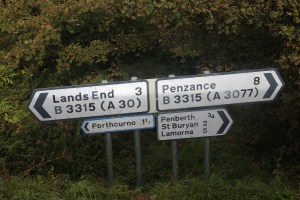 Lands End 3
B 3315 (A 30)
Penzance 8
B 3315 (A 3077)
Porthcurno 1½
Penberth ¾
St Buryan 2
Lamorna 5